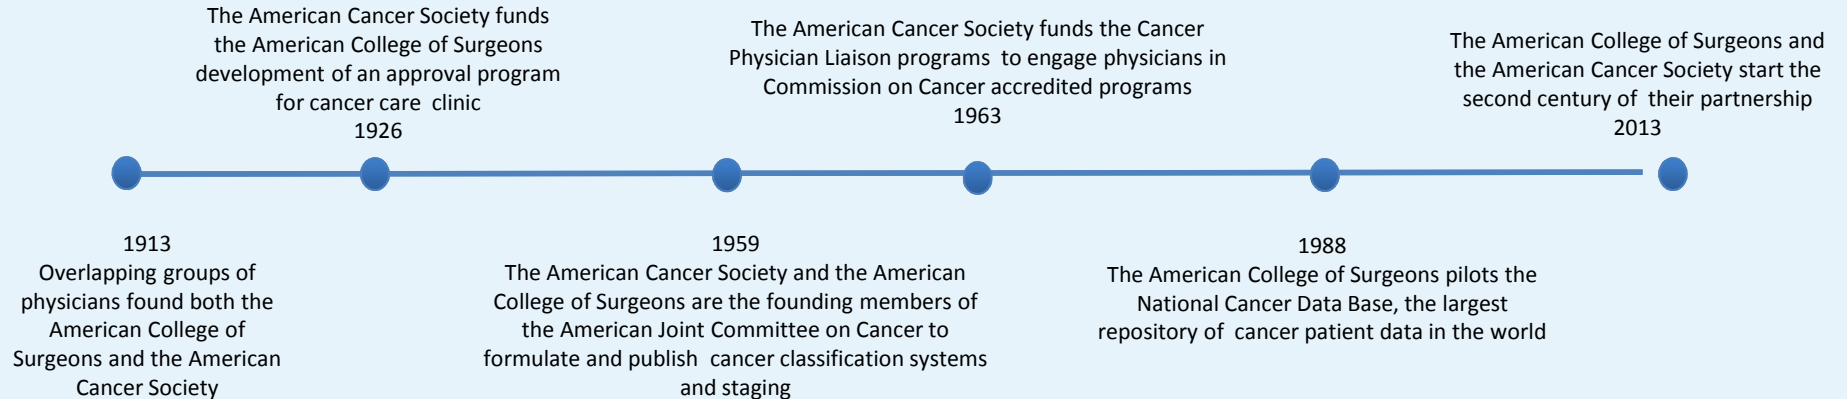 The American Cancer Society funds
the American College of Surgeons
development of an approval program
for cancer care clinic
1926
The American Cancer Society funds the Cancer
Physician Liaison programs to engage physicians in
Commission on Cancer accredited programs
1963
The American College of Surgeons and
the American Cancer Society start the
second century of their partnership
2013
1913
Overlapping groups of
physicians found both the
American College of
Surgeons and the American
Cancer Society
1959
The American Cancer Society and the American
College of Surgeons are the founding members of
the American Joint Committee on Cancer to
formulate and publish cancer classification systems
and staging
1988
The American College of Surgeons pilots the
National Cancer Data Base, the largest
repository of cancer patient data in the world